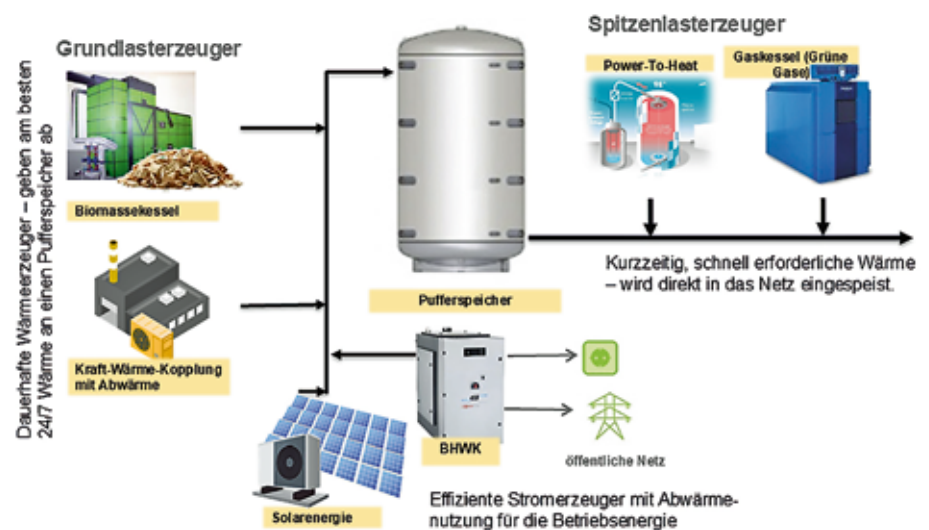 Grundlasterzeuger
Spitzenlasterzeuger
Dauerhafte Wärmeerzeuger – geben am besten
24/7 Wärme an einen Pufferspeicher ab
Biomassekessel
Power-To-Heat
Gaskessel (Grüne
Gase)
Kurzzeitig, schnell erforderliche Wärme
– wird direkt in das Netz eingespeist.
Pufferspeicher
Kraft-Wärme-Kopplung
mit Abwärme
BHWK
öffentliche Netz
Solarenergie
Effiziente Stromerzeuger mit Abwärme-
nutzung für die Betriebsenergie